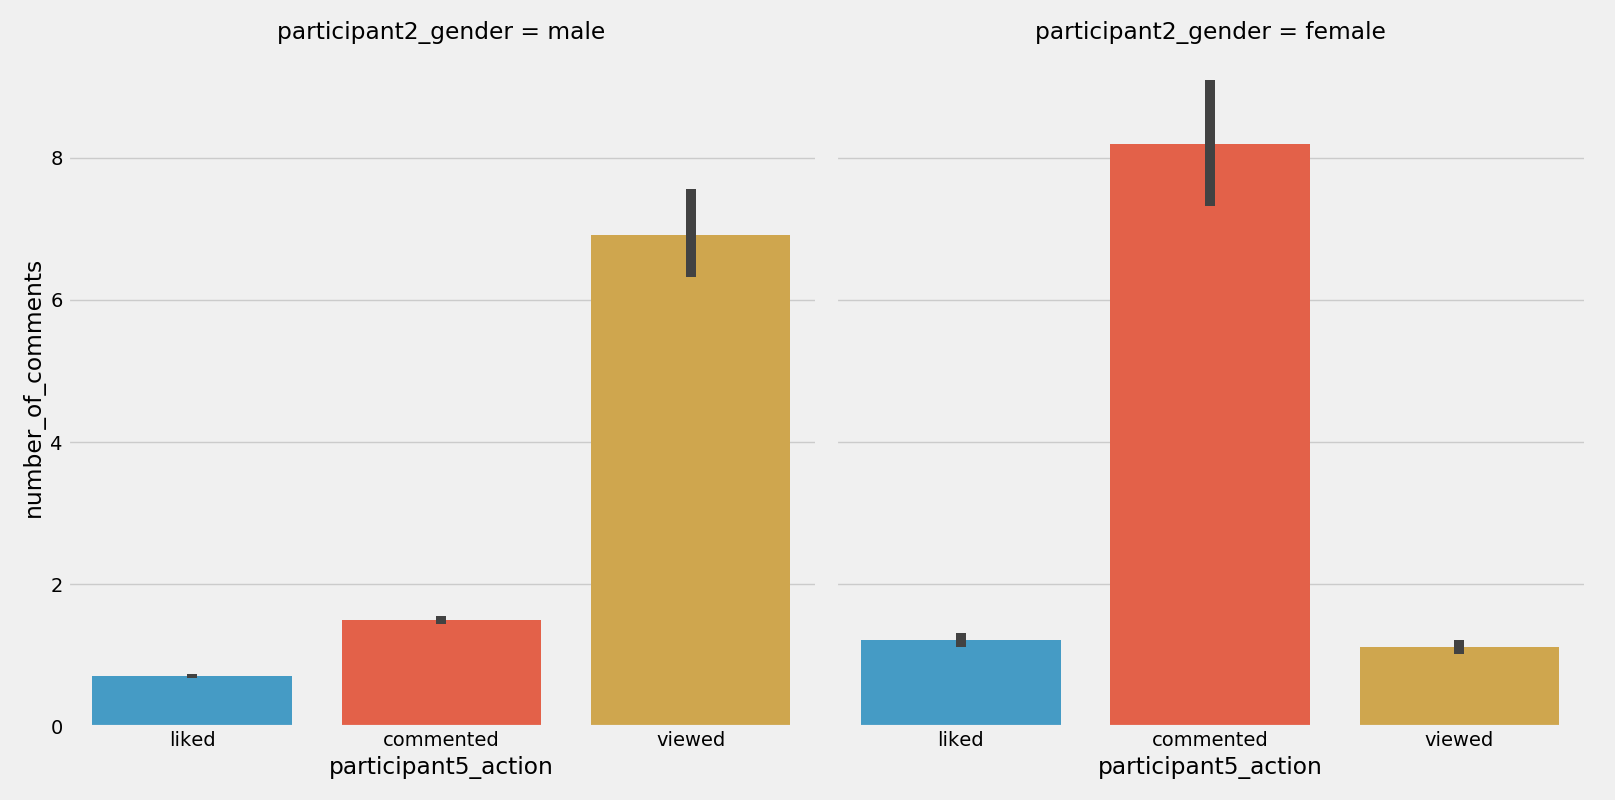 participant2_gender = male
participant2_gender = female
number_of_comments
8
6
4
2
0
liked commented viewed
liked commented viewed
participant5_action
participant5_action